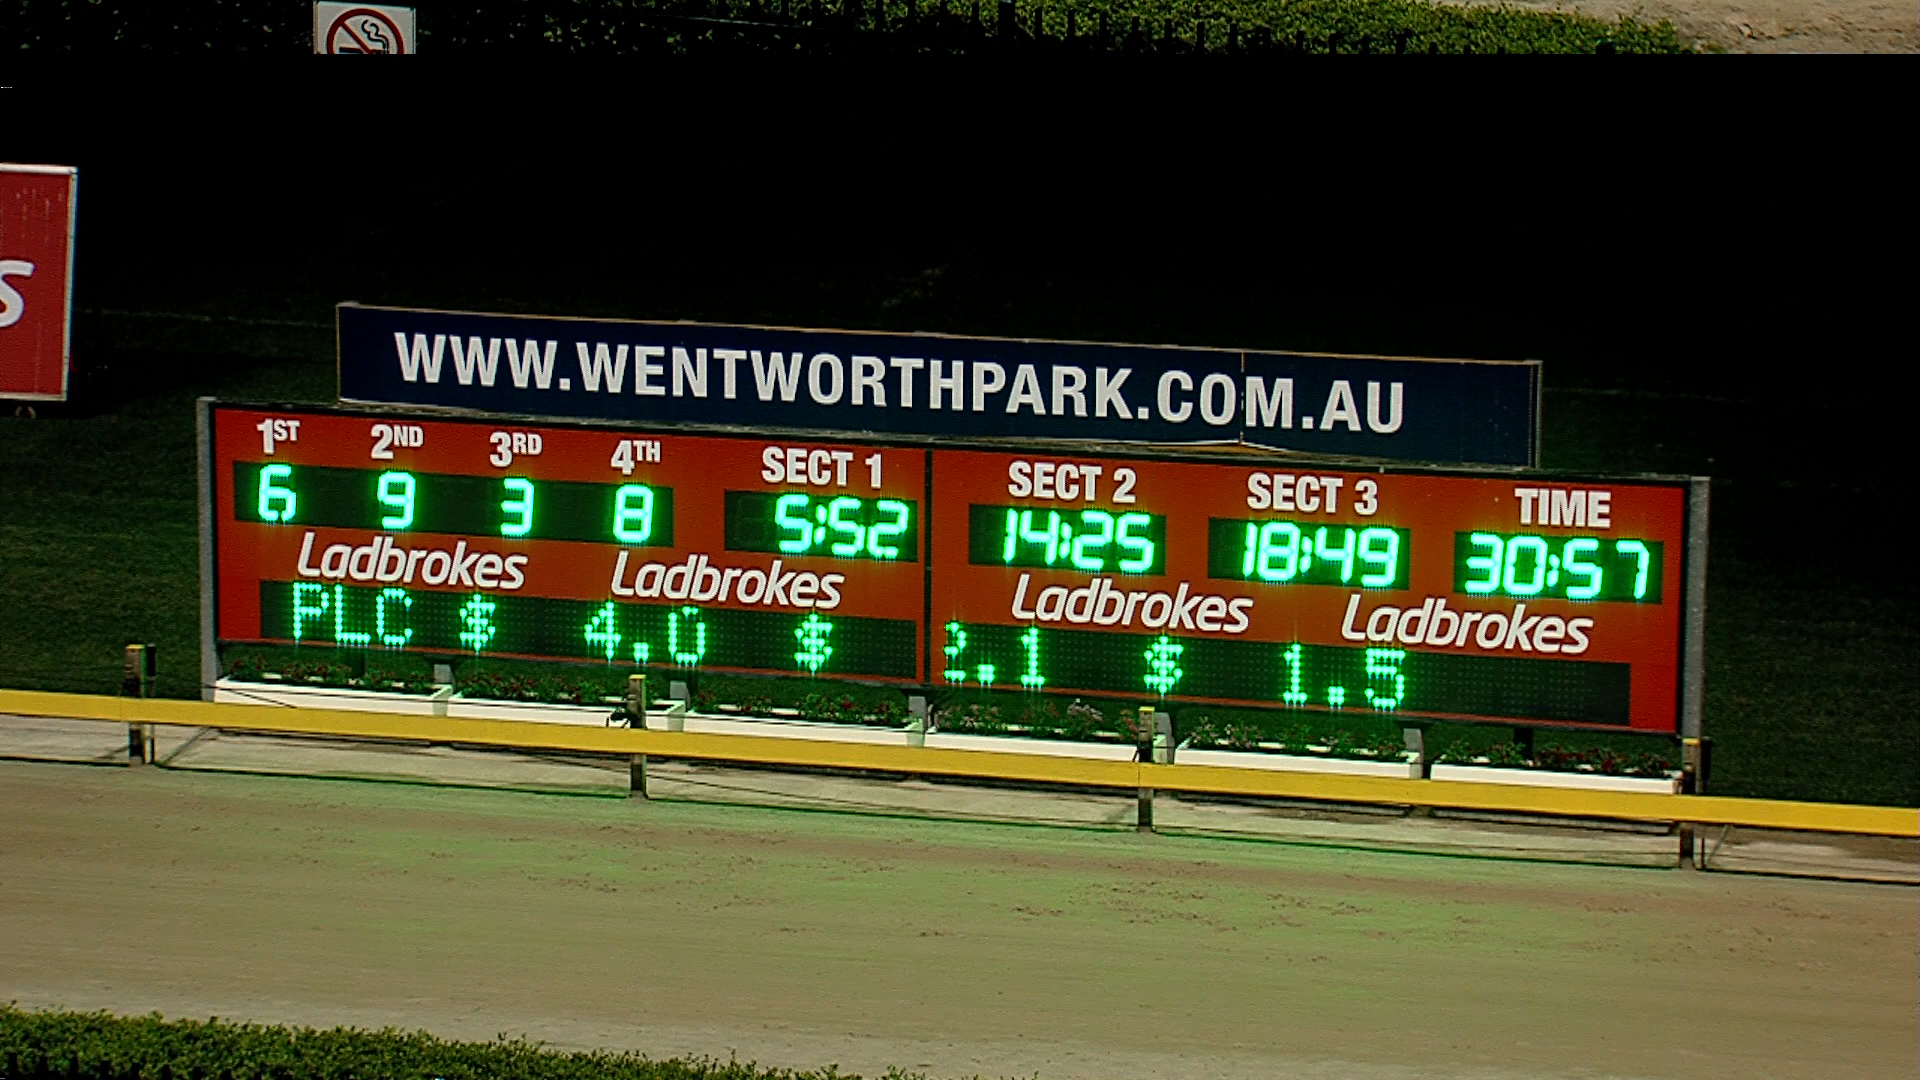 S
WWW.WENTWORTHPARK.COM.AU
1ST 2ND 3RD 4TH SECT 1 SECT 2 SECT 3 TIME
6 9 3 8 5:52 14:25 18:49 30:57
Ladbrokes Ladbrokes Ladbrokes Ladbrokes
PLC $ 4.0 $ 2.1 $ 1.5